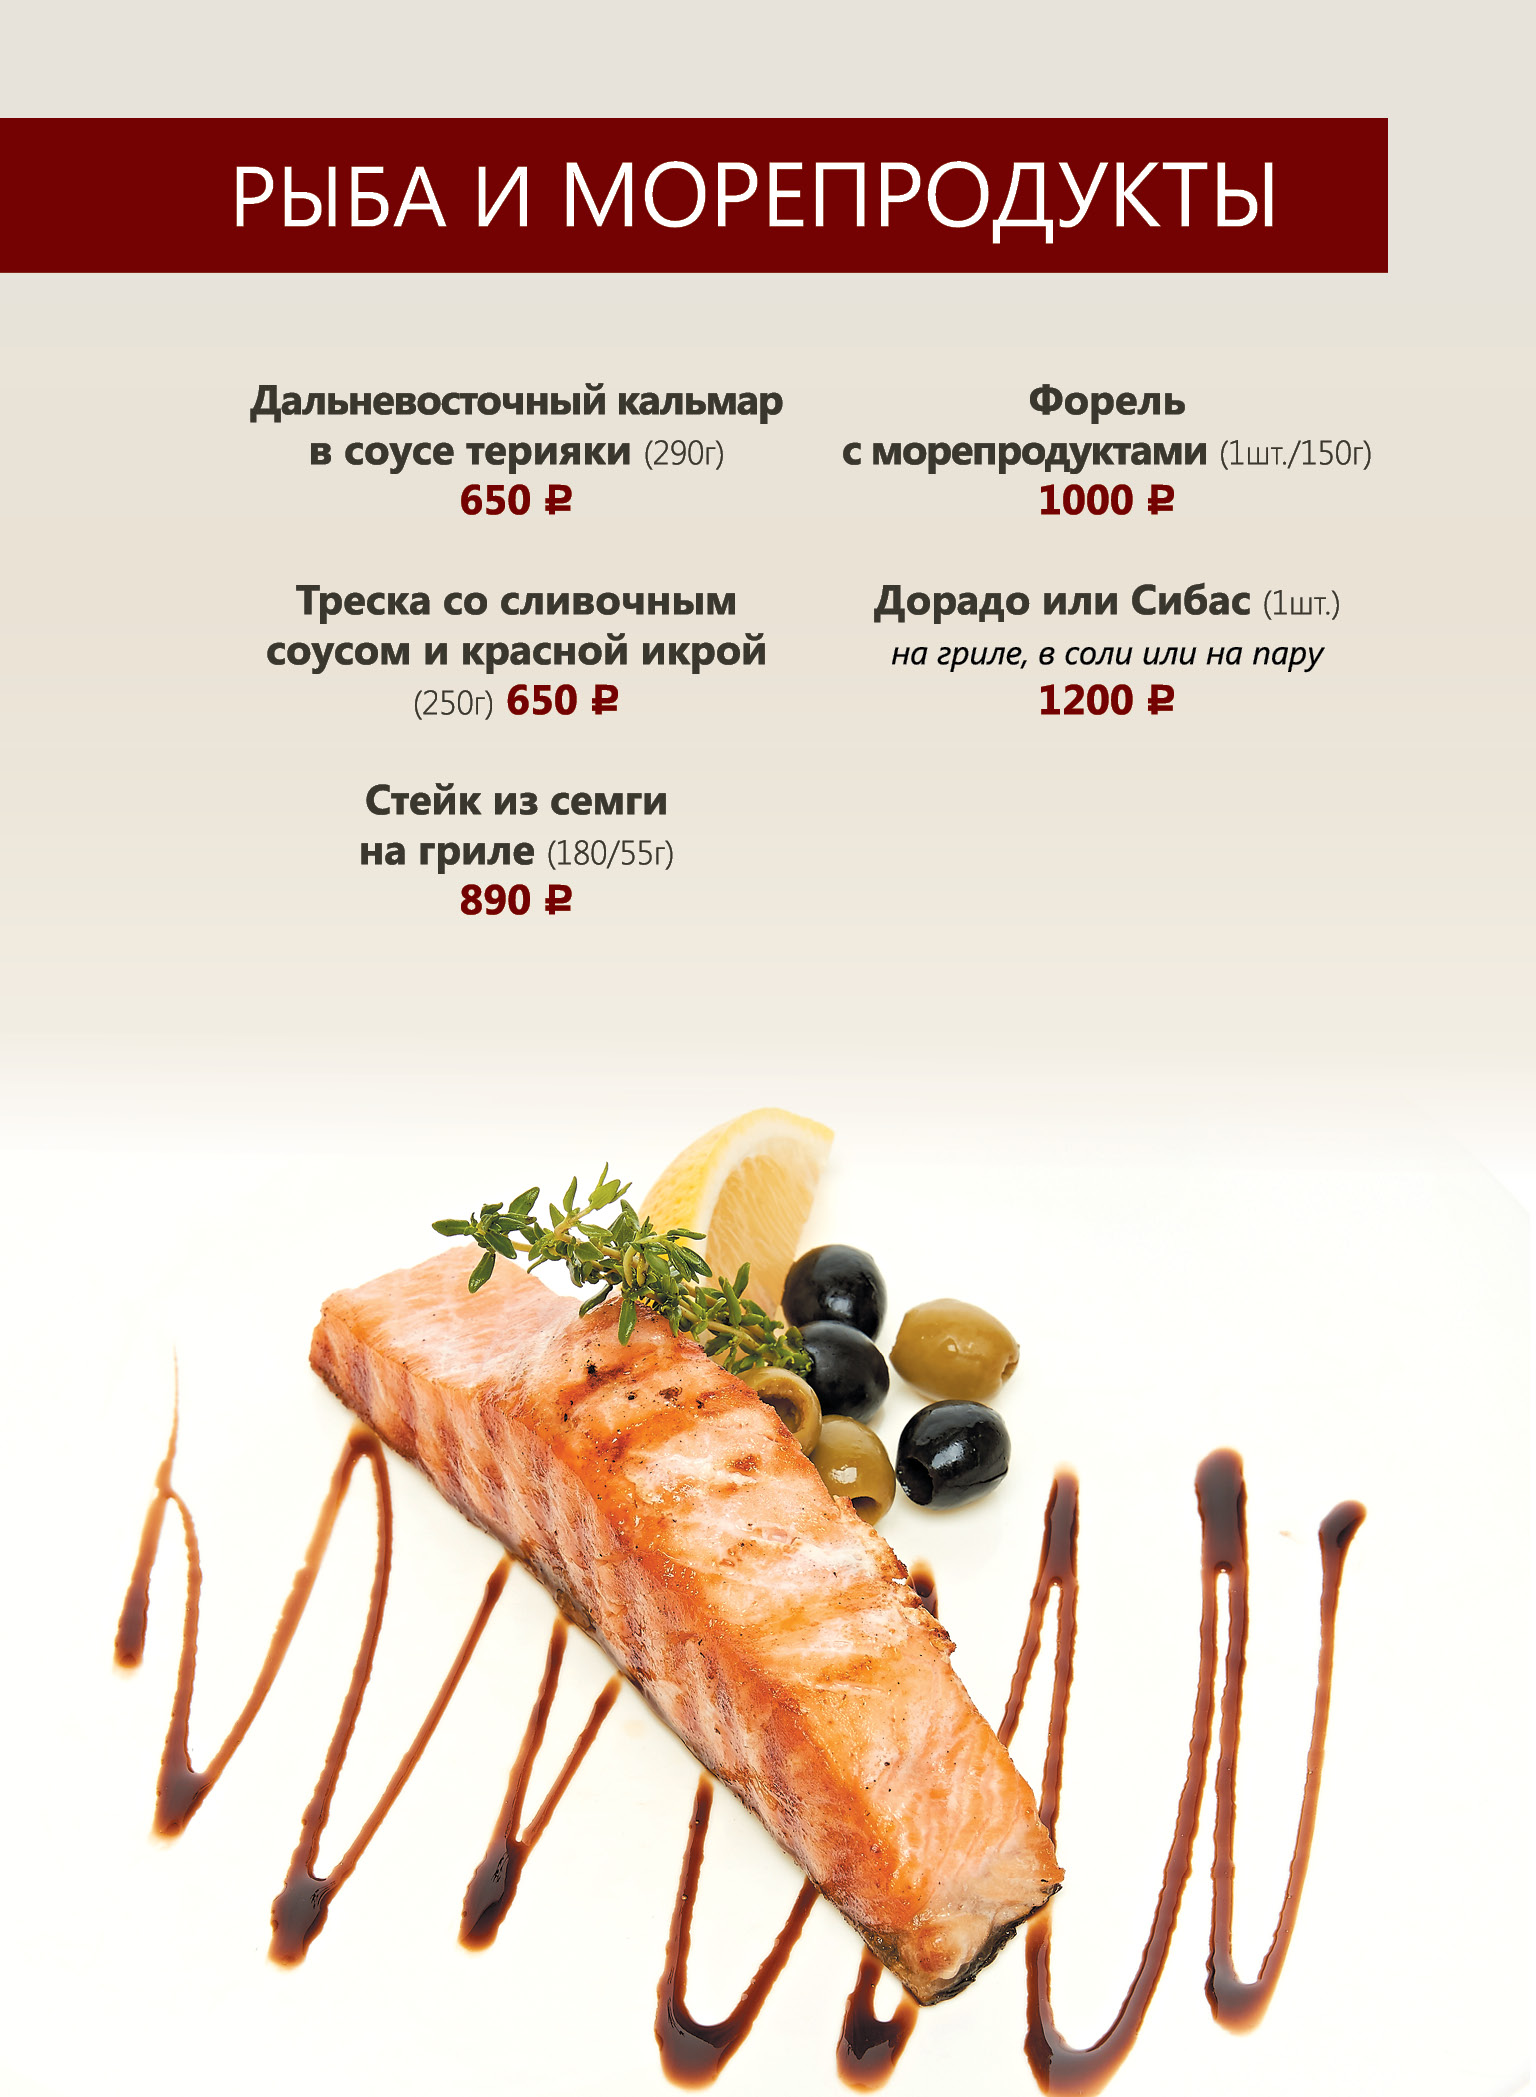 РЫБА И МОРЕПРОДУКТЫ
Дальневосточный кальмар
в соусе терияки (290г)
650 ₽
Треска со сливочным
соусом и красной икрой
(250г) 650 ₽
Стейк из семги
на гриле (180/55г)
890 ₽
Форель
с морепродуктами (1шт./150г)
1000 ₽
Дорадо или Сибас (1шт.)
на гриле, в соли или на пару
1200 ₽